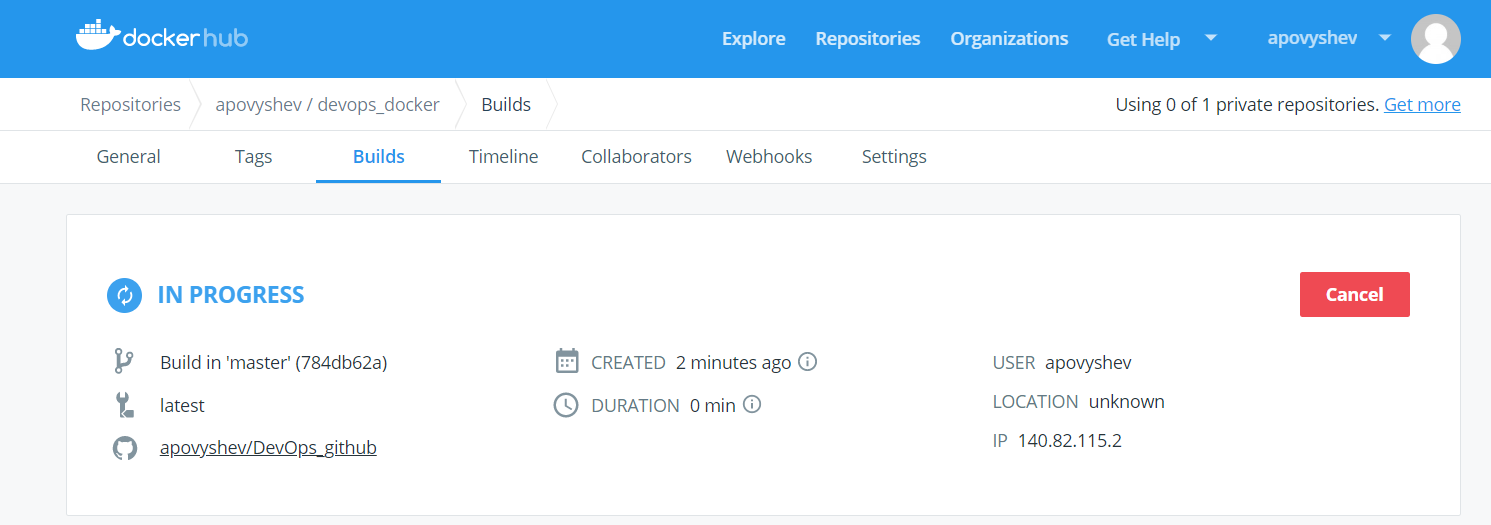 docker hub Explore Repositories Organizations Get Help apovyshev
Repositories apovyshev / devops_docker Builds Using 0 of 1 private repositories. Get more
General Tags Builds Timeline Collaborators Webhooks Settings
IN PROGRESS Cancel
Build in 'master' (784db62a) CREATED 2 minutes ago USER apovyshev
latest DURATION 0 min LOCATION unknown
apovyshev/DevOps_github IP 140.82.115.2